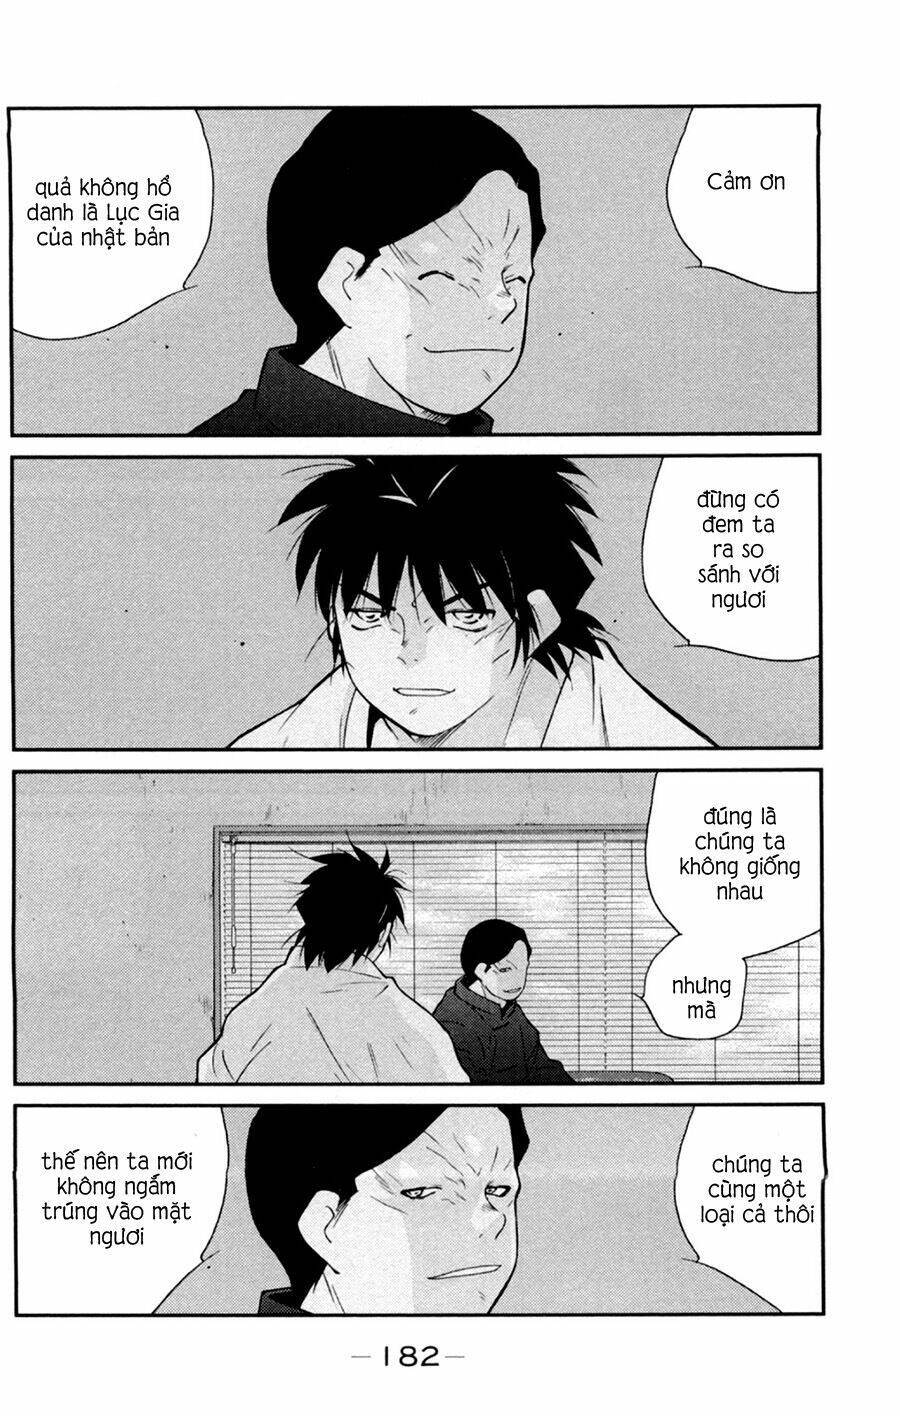 Cảm ơn
quả không hổ
danh là Lục Gia
của nhật bản
đừng có
đem ta
ra so
sánh với
ngươi
đúng là
chúng ta
không giống
nhau
nhưng
mà
chúng ta
cùng một
loại cả thôi
thế nên ta mới
không ngắm
trúng vào mặt
ngươi
— 182 —